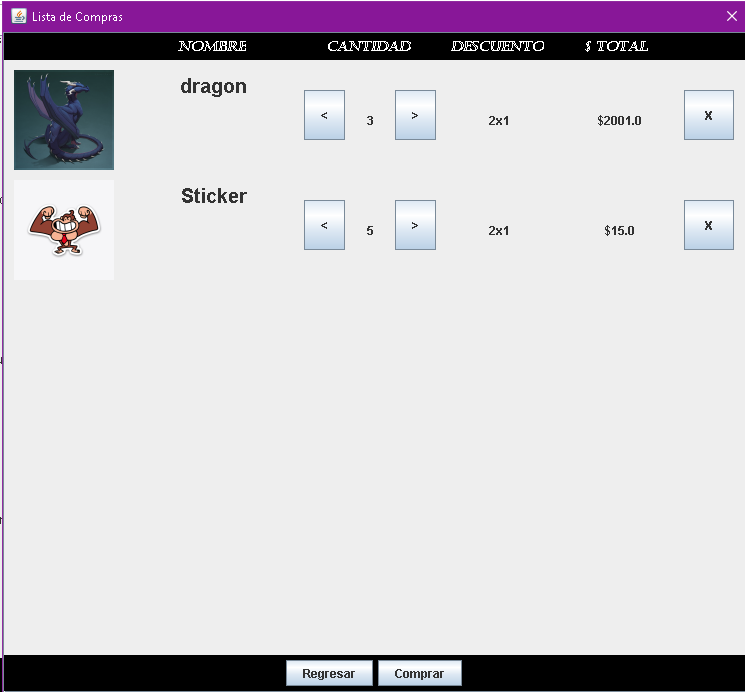 Lista de Compras
NOMBRE CANTIDAD DESCUENTO $ TOTAL
dragon
< 3 > 2x1 $2001.0 X
Sticker
< 5 > 2x1 $15.0 X
Regresar Comprar